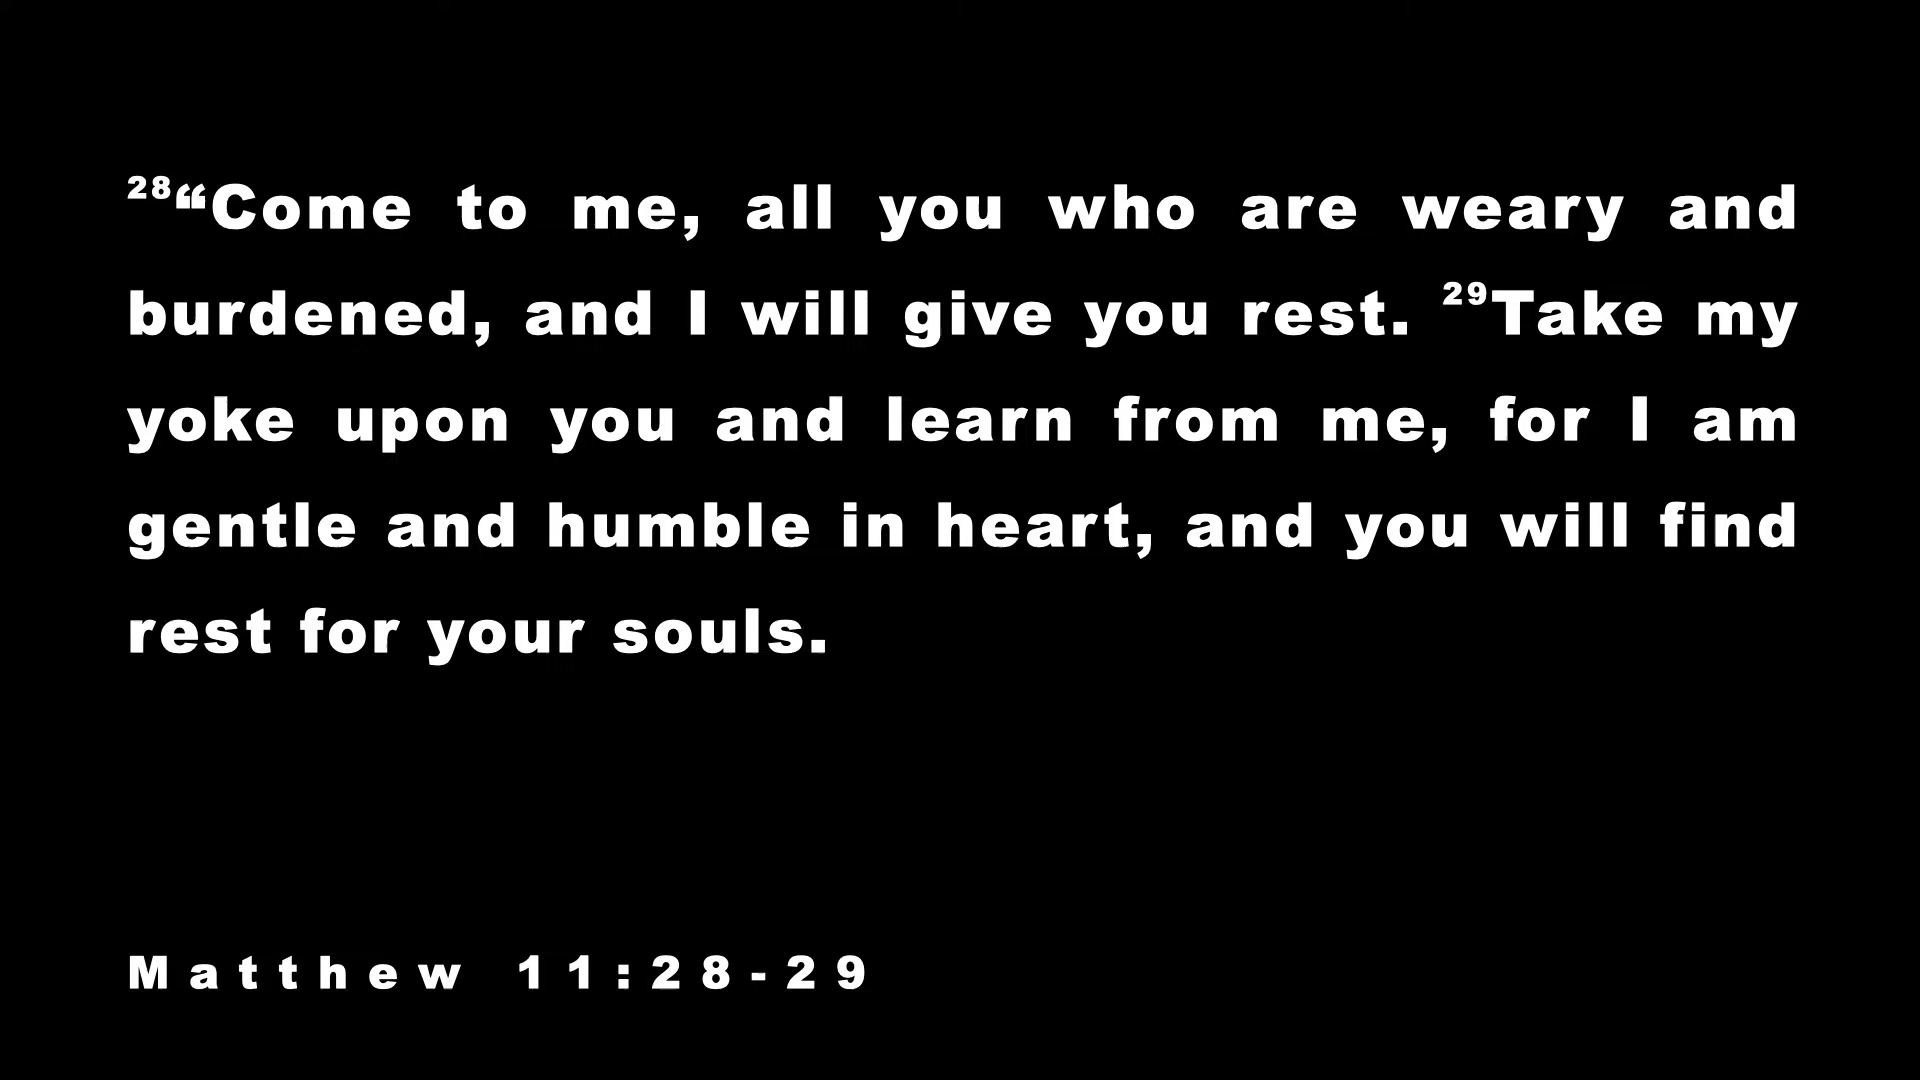 ²⁸“Come to me, all you who are weary and
burdened, and I will give you rest. ²⁹Take my
yoke upon you and learn from me, for I am
gentle and humble in heart, and you will find
rest for your souls.
Matthew 11:28-29